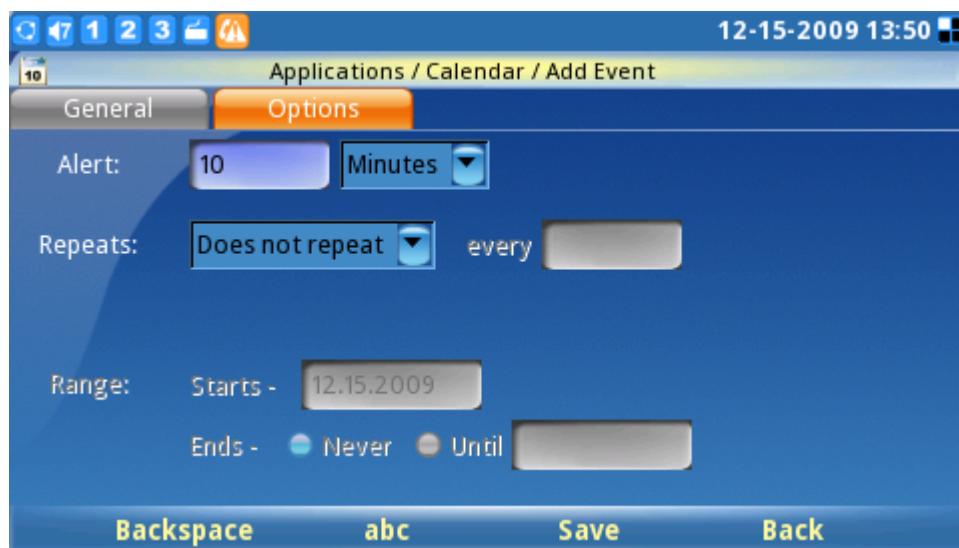 7 1 2 3 12-15-2009 13:50
10 Applications / Calendar / Add Event
General Options
Alert: 10 Minutes
Repeats: Does not repeat every
Range: Starts - 12.15.2009
Ends - Never Until
Backspace abc Save Back